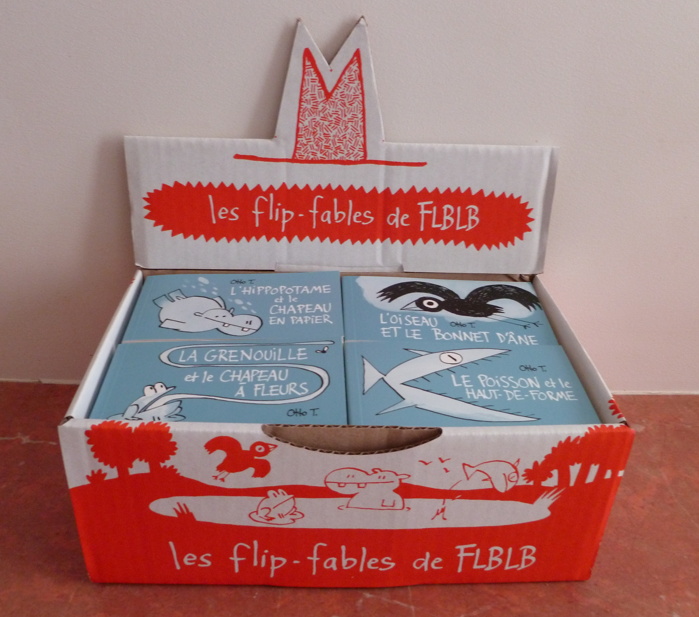 les flip-fables de FLBLB
Otto T.
L'HIPPOPOTAME
et le
CHAPEAU
EN PAPIER
L'OISEAU Otto T.
ET LE BONNET D'ÂNE
LA GRENOUILLE
et le CHAPEAU
À FLEURS
Otto T.
Otto T.
LE POISSON et le
HAUT-DE-FORME
les flip-fables de FLBLB